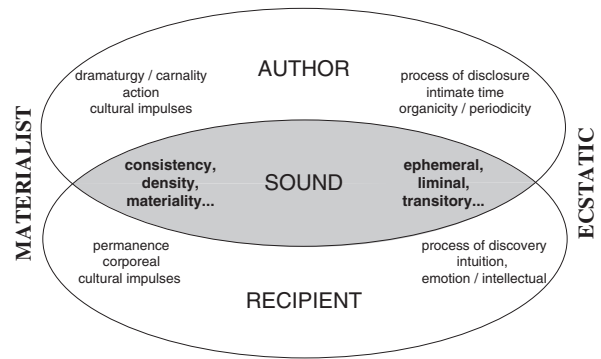 AUTHOR
dramaturgy / carnality
action
cultural impulses
process of disclosure
intimate time
organicity / periodicity
MATERIALIST
consistency,
density,
materiality...
SOUND
ephemeral,
liminal,
transitory...
ECSTATIC
permanence
corporeal
cultural impulses
process of discovery
intuition,
emotion / intellectual
RECIPIENT